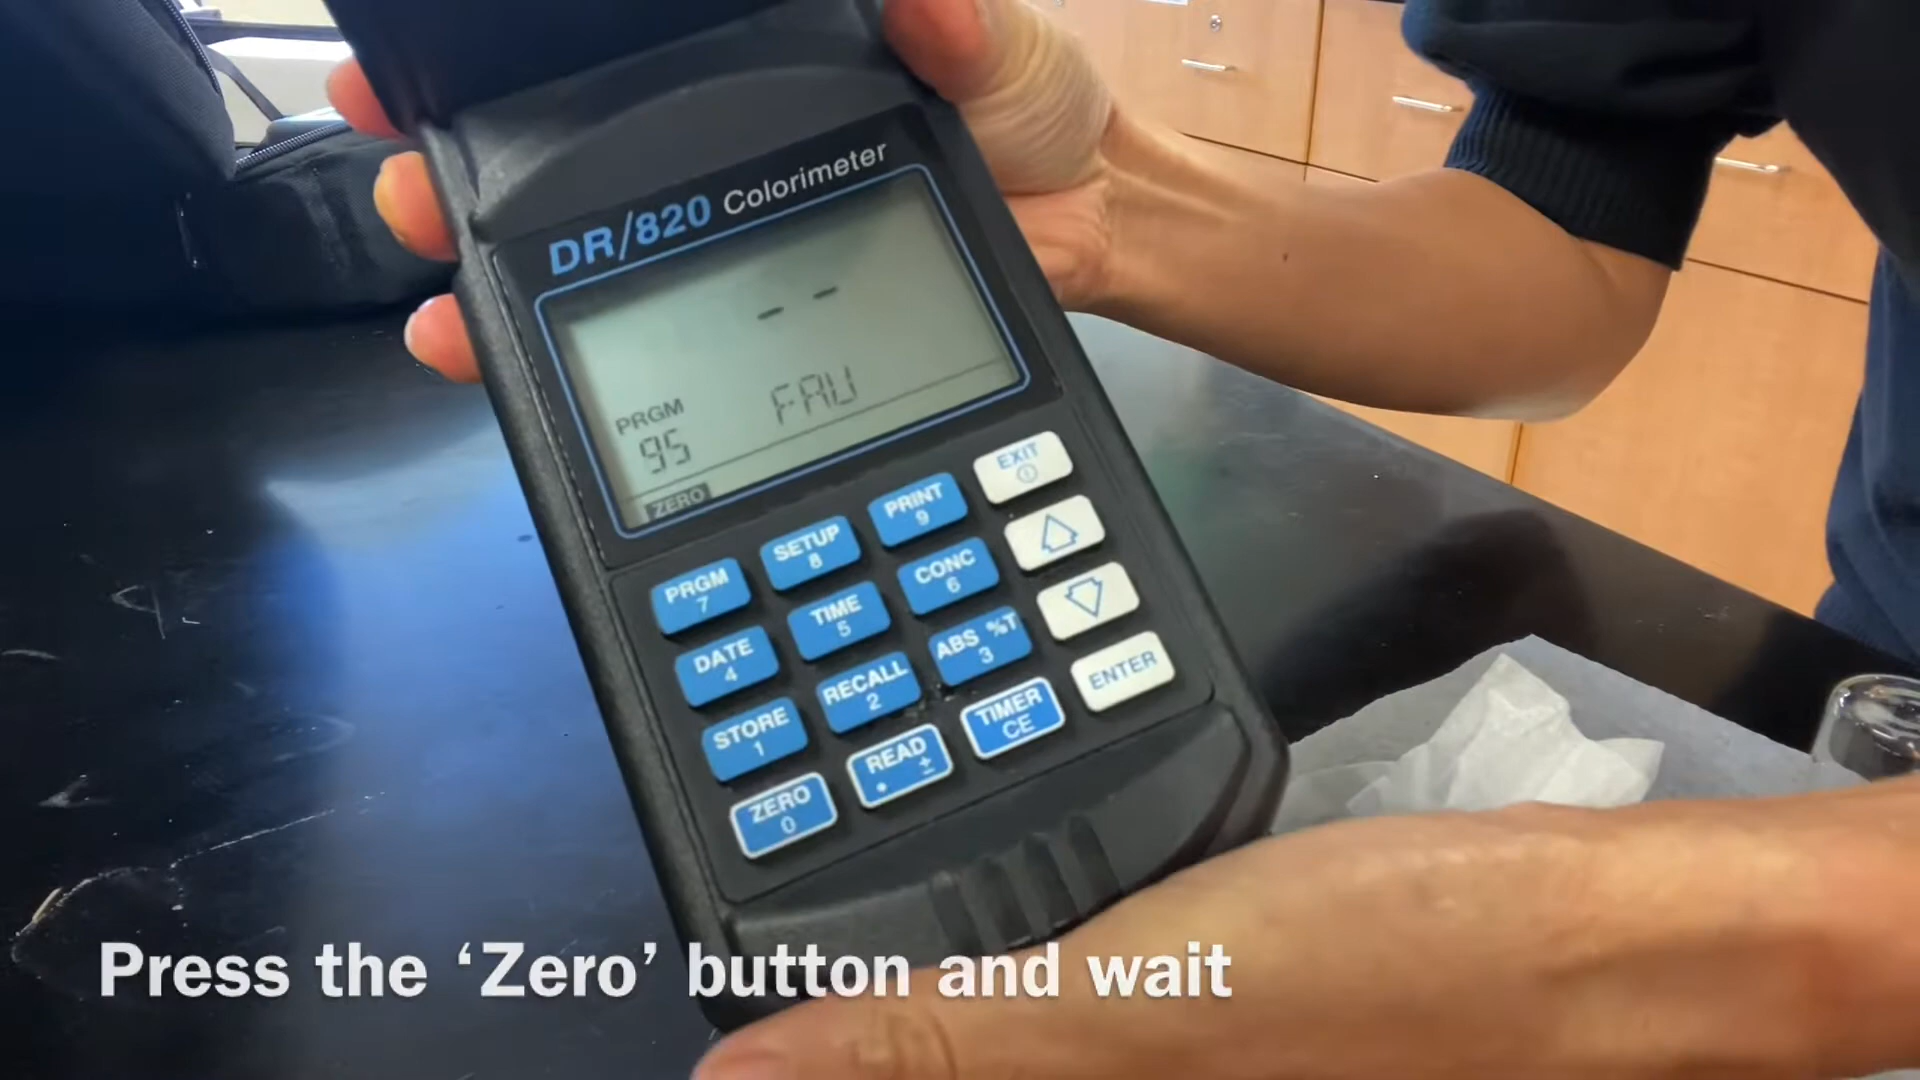 DR/820 Colorimeter
- -
PRGM
95
FAU
ZERO
EXIT
PRGM
7
SETUP
8
PRINT
9
DATE
4
TIME
5
CONC
6
STORE
1
RECALL
2
ABS %T
3
ENTER
ZERO
0
READ
• ±
TIMER
CE
Press the ‘Zero’ button and wait